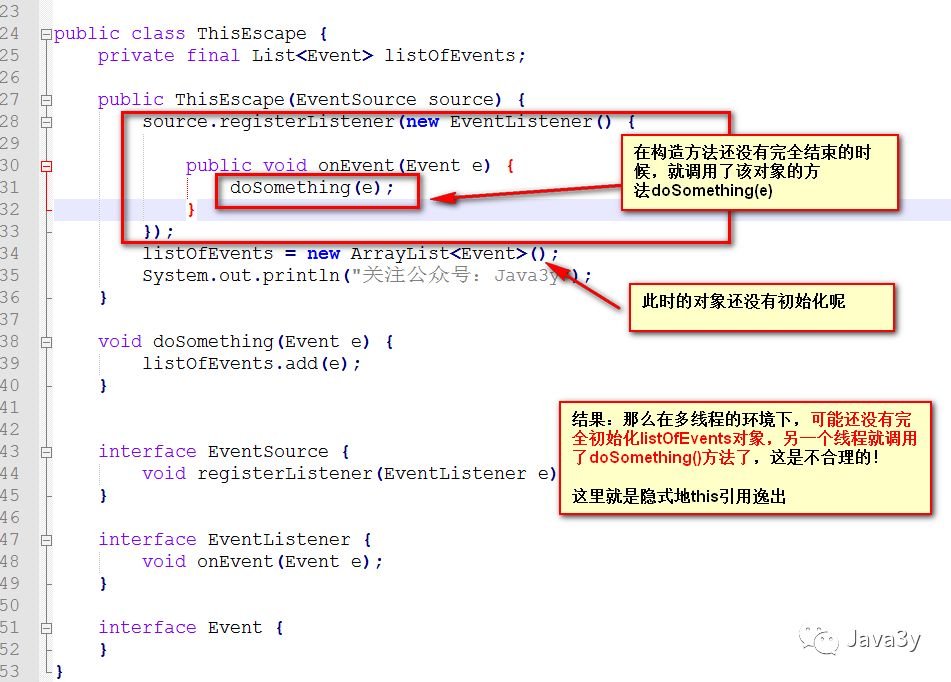 23
24 public class ThisEscape {
25 private final List<Event> listOfEvents;
26
27 public ThisEscape(EventSource source) {
28 source.registerListener(new EventListener() {
29
30 public void onEvent(Event e) {
在构造方法还没有完全结束的时
候，就调用了该对象的方
法doSomething(e)
31 doSomething(e);
32 }
33 });
34 listOfEvents = new ArrayList<Event>();
35 System.out.println("关注公众号：Java3y");
此时的对象还没有初始化呢
36 }
37
38 void doSomething(Event e) {
39 listOfEvents.add(e);
40 }
41
42
结果：那么在多线程的环境下，可能还没有完
全初始化listOfEvents对象，另一个线程就调用
了doSomething()方法了，这是不合理的！
这里就是隐式地this引用逸出
43 interface EventSource {
44 void registerListener(EventListener e)
45 }
46
47 interface EventListener {
48 void onEvent(Event e);
49 }
50
51 interface Event {
52 }
53 }
Java3y